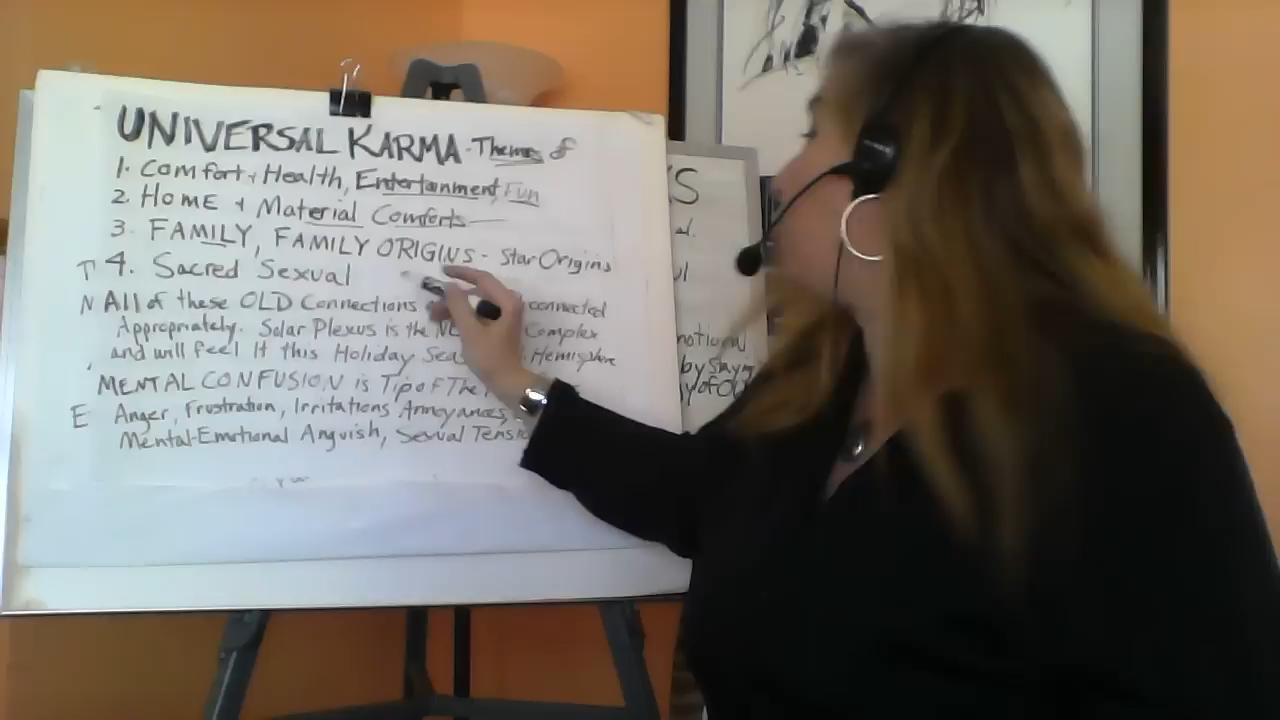 UNIVERSAL KARMA - Themes of
1. Comfort + Health, Entertainment, Fun
2. HOME + Material Comforts
3. FAMILY, FAMILY ORIGINS - Star Origins
4. Sacred Sexual
N All of these OLD Connections connected
Appropriately. Solar Plexus is the Complex
and will feel It this Holiday Hemisphere
MENTAL CONFUSION is Tip of The
E Anger, Frustration, Irritations Annoyances,
Mental-Emotional Anguish, Sexual
by Saying